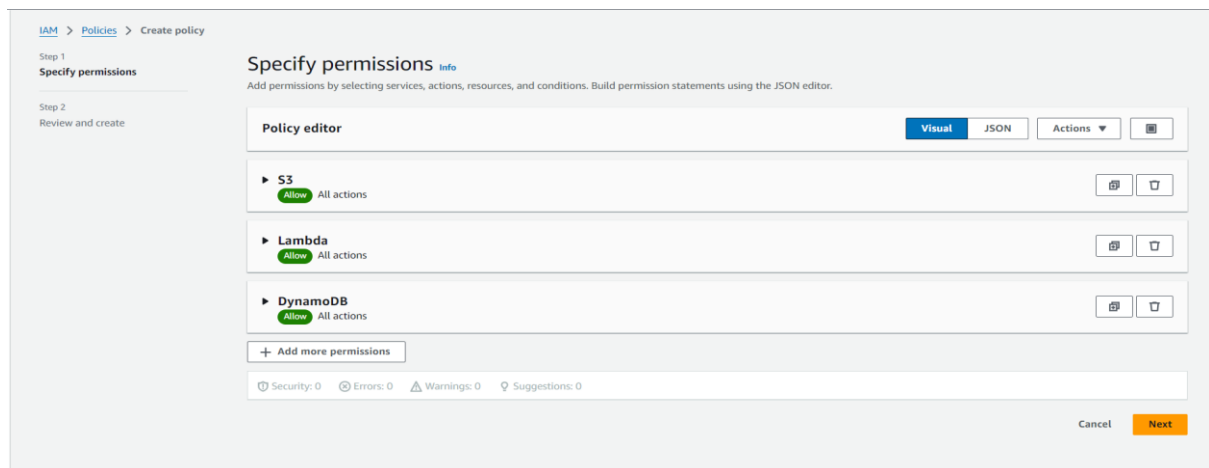 IAM > Policies > Create policy
Step 1
Specify permissions
Step 2
Review and create
Specify permissions Info
Add permissions by selecting services, actions, resources, and conditions. Build permission statements using the JSON editor.
Policy editor Visual JSON Actions ▼
S3
Allow All actions
Lambda
Allow All actions
DynamoDB
Allow All actions
+ Add more permissions
Security: 0 Errors: 0 Warnings: 0 Suggestions: 0
Cancel Next